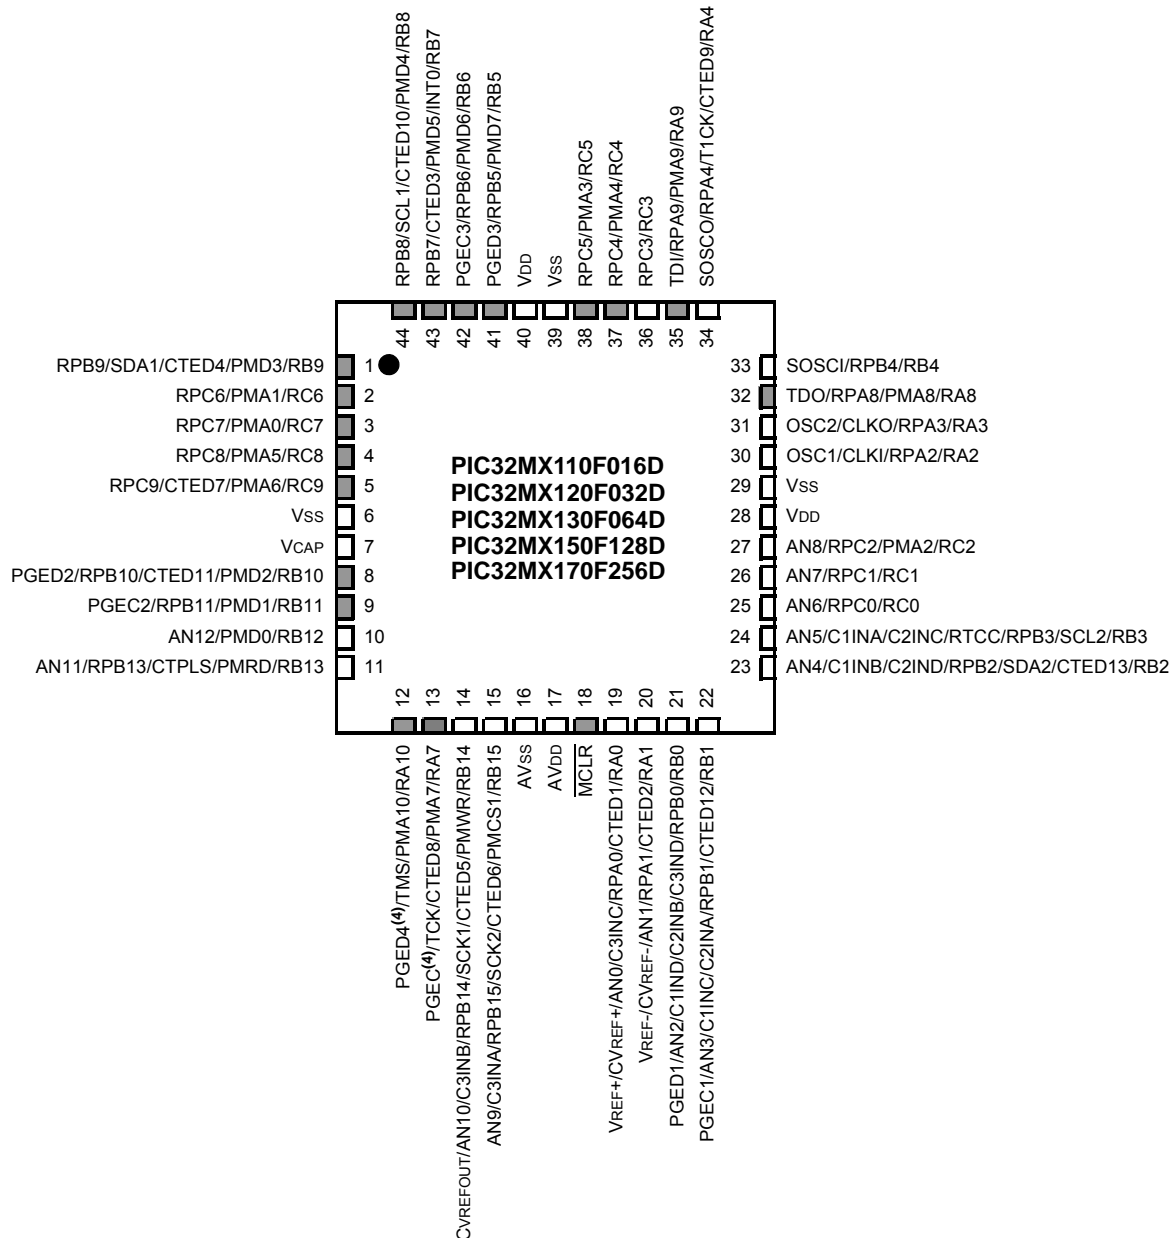 RPB8/SCL1/CTED10/PMD4/RB8
RPB7/CTED3/PMD5/INT0/RB7
PGEC3/RPB6/PMD6/RB6
PGED3/RPB5/PMD7/RB5
VDD
VSS
RPC5/PMA3/RC5
RPC4/PMA4/RC4
RPC3/RC3
TDI/RPA9/PMA9/RA9
SOSCO/RPA4/T1CK/CTED9/RA4
44 43 42 41 40 39 38 37 36 35 34
RPB9/SDA1/CTED4/PMD3/RB9 1
RPC6/PMA1/RC6 2
RPC7/PMA0/RC7 3
RPC8/PMA5/RC8 4
RPC9/CTED7/PMA6/RC9 5
VSS 6
VCAP 7
PGED2/RPB10/CTED11/PMD2/RB10 8
PGEC2/RPB11/PMD1/RB11 9
AN12/PMD0/RB12 10
AN11/RPB13/CTPLS/PMRD/RB13 11
PIC32MX110F016D
PIC32MX120F032D
PIC32MX130F064D
PIC32MX150F128D
PIC32MX170F256D
33 SOSCI/RPB4/RB4
32 TDO/RPA8/PMA8/RA8
31 OSC2/CLKO/RPA3/RA3
30 OSC1/CLKI/RPA2/RA2
29 VSS
28 VDD
27 AN8/RPC2/PMA2/RC2
26 AN7/RPC1/RC1
25 AN6/RPC0/RC0
24 AN5/C1INA/C2INC/RTCC/RPB3/SCL2/RB3
23 AN4/C1INB/C2IND/RPB2/SDA2/CTED13/RB2
12 13 14 15 16 17 18 19 20 21 22
PGED4(4)/TMS/PMA10/RA10
PGEC(4)/TCK/CTED8/PMA7/RA7
CVREFOUT/AN10/C3INB/RPB14/SCK1/CTED5/PMWR/RB14
AN9/C3INA/RPB15/SCK2/CTED6/PMCS1/RB15
AVSS
AVDD
MCLR
VREF+/CVREF+/AN0/C3INC/RPA0/CTED1/RA0
VREF-/CVREF-/AN1/RPA1/CTED2/RA1
PGED1/AN2/C1IND/C2INB/C3IND/RPB0/RB0
PGEC1/AN3/C1INC/C2INA/RPB1/CTED12/RB1